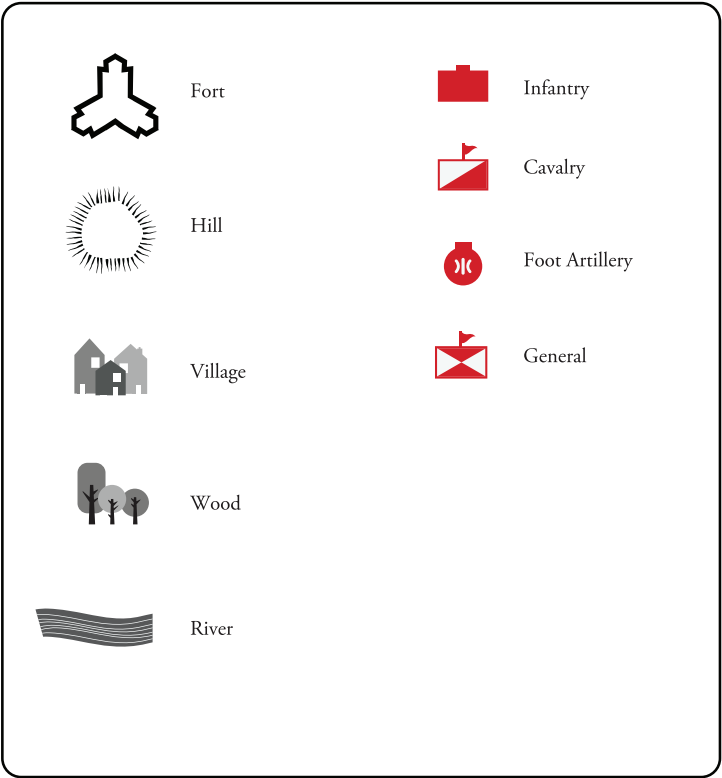 Fort
Hill
Village
Wood
River
Infantry
Cavalry
Foot Artillery
General